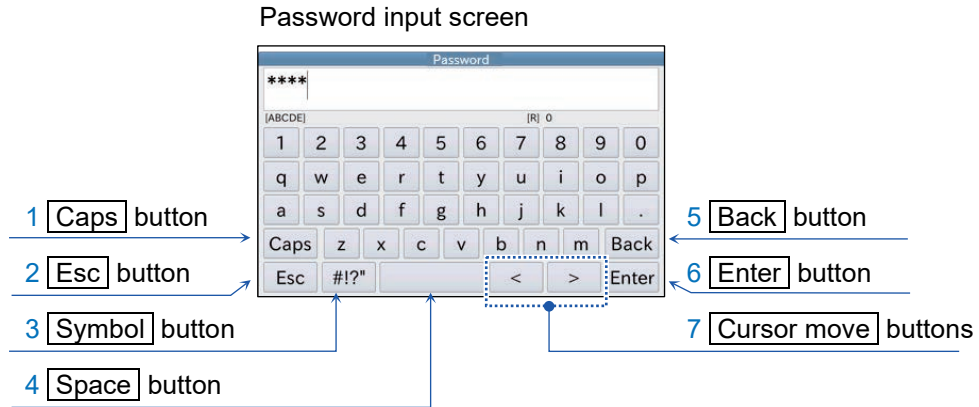 Password input screen
Password
****
[ABCDE] [R] 0
1 2 3 4 5 6 7 8 9 0
q w e r t y u i o p
a s d f g h j k l .
Caps z x c v b n m Back
Esc #!?" < > Enter
1 Caps button
2 Esc button
3 Symbol button
4 Space button
5 Back button
6 Enter button
7 Cursor move buttons